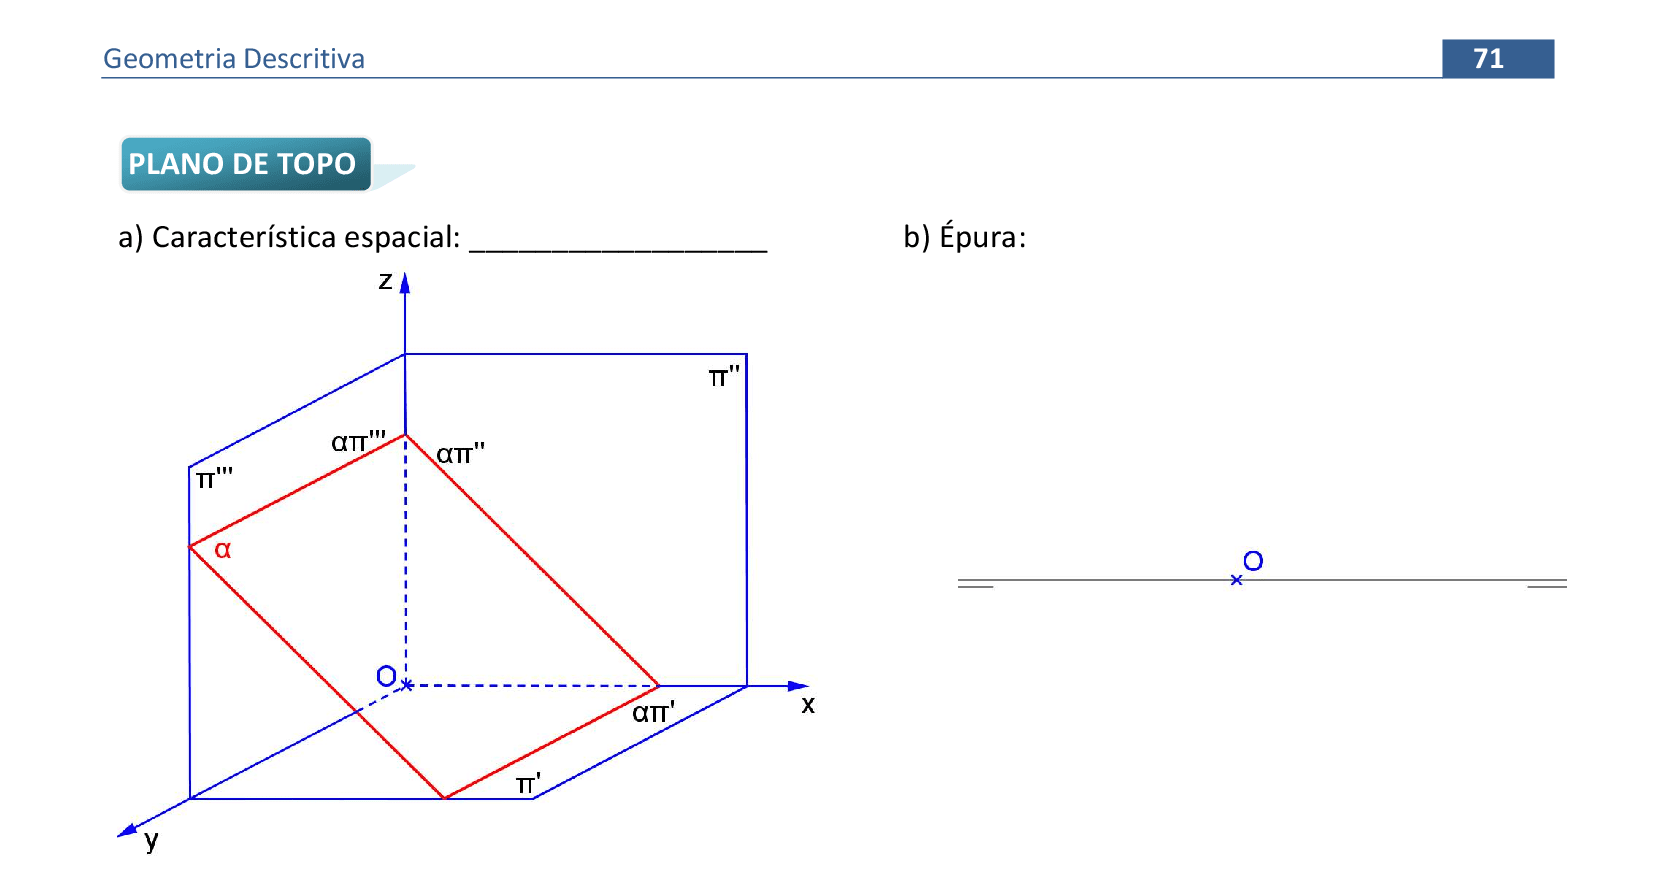 Geometria Descritiva 71
PLANO DE TOPO
a) Característica espacial: ___________________ b) Épura:
z
π''
απ''' απ''
π'''
α
O
O
x
απ'
π'
y